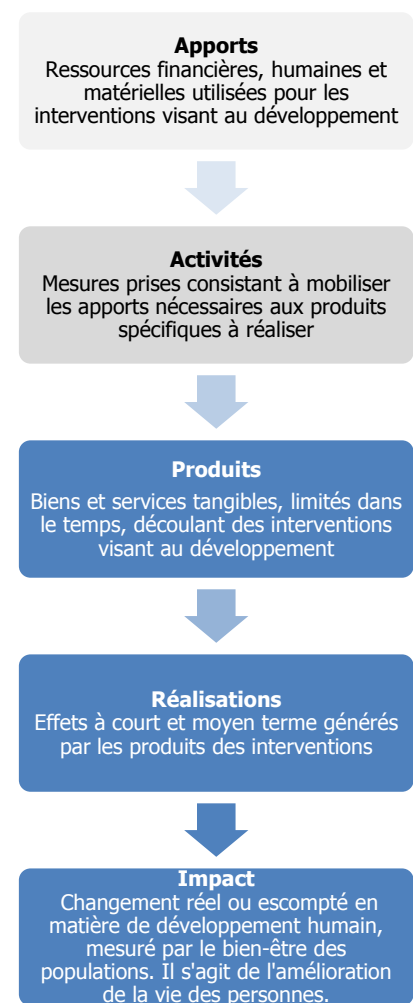 Apports
Ressources financières, humaines et
matérielles utilisées pour les
interventions visant au développement
Activités
Mesures prises consistant à mobiliser
les apports nécessaires aux produits
spécifiques à réaliser
Produits
Biens et services tangibles, limités dans
le temps, découlant des interventions
visant au développement
Réalisations
Effets à court et moyen terme générés
par les produits des interventions
Impact
Changement réel ou escompté en
matière de développement humain,
mesuré par le bien-être des
populations. Il s'agit de l'amélioration
de la vie des personnes.